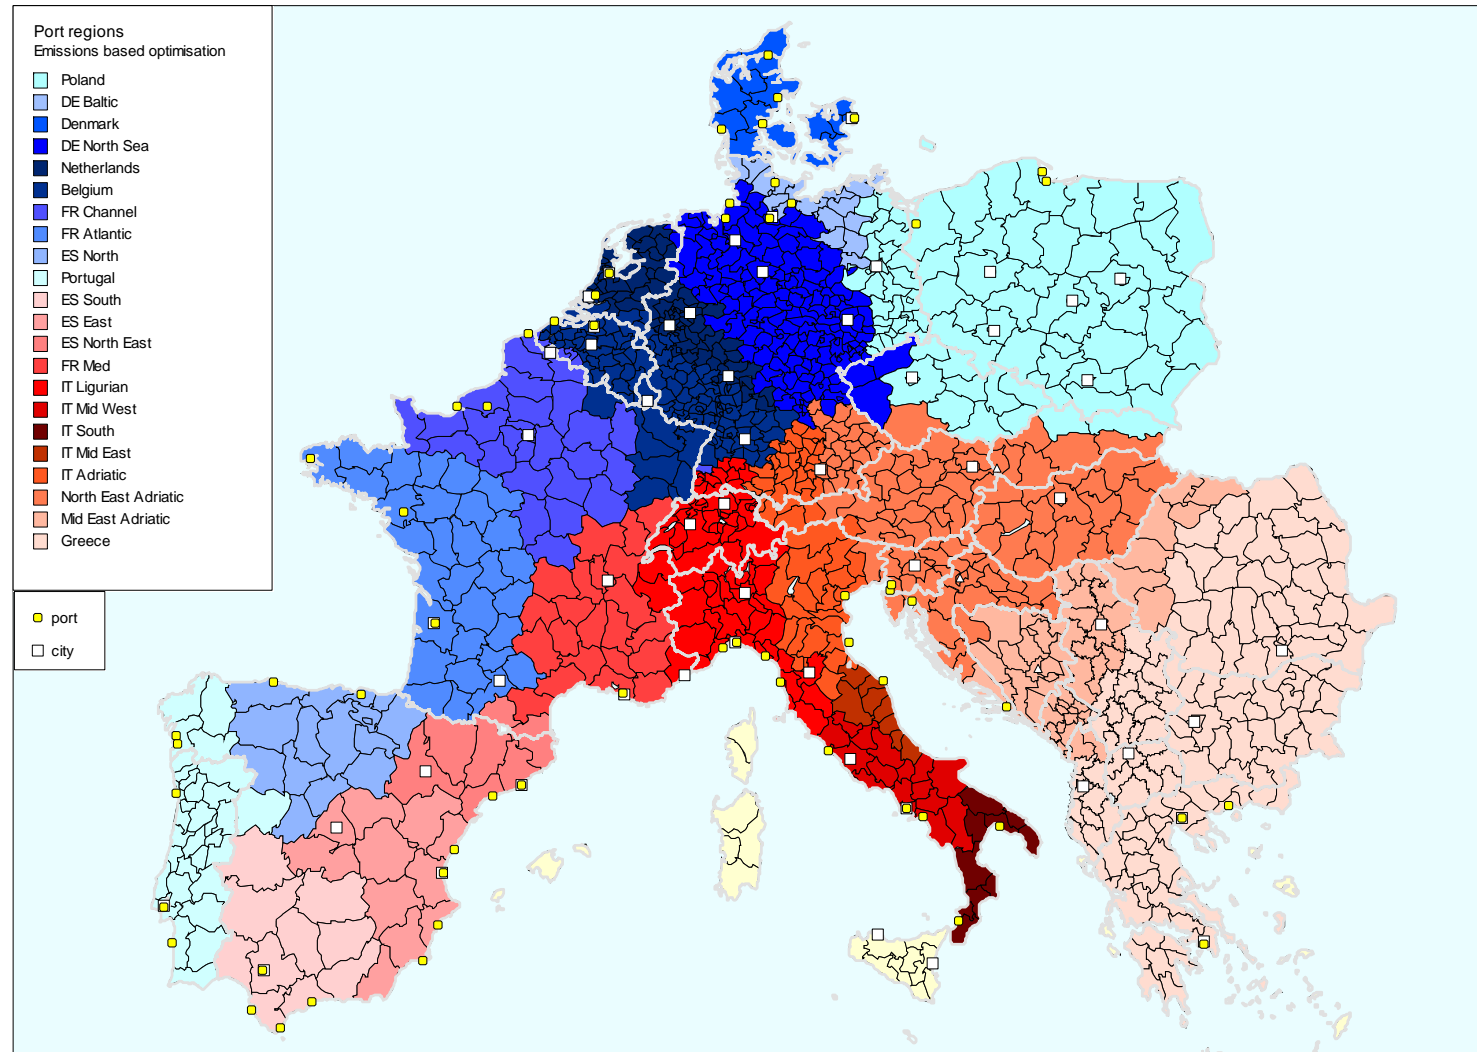 Port regions
Emissions based optimisation
Poland
DE Baltic
Denmark
DE North Sea
Netherlands
Belgium
FR Channel
FR Atlantic
ES North
Portugal
ES South
ES East
ES North East
FR Med
IT Ligurian
IT Mid West
IT South
IT Mid East
IT Adriatic
North East Adriatic
Mid East Adriatic
Greece
port
city